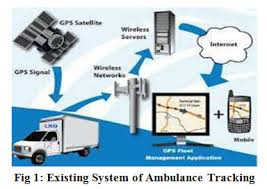 GPS Satellite
Wireless
Servers
Internet
GPS Signal
Wireless
Networks
LKQ
GPS Fleet
Management Application
Mobile
Fig 1: Existing System of Ambulance Tracking